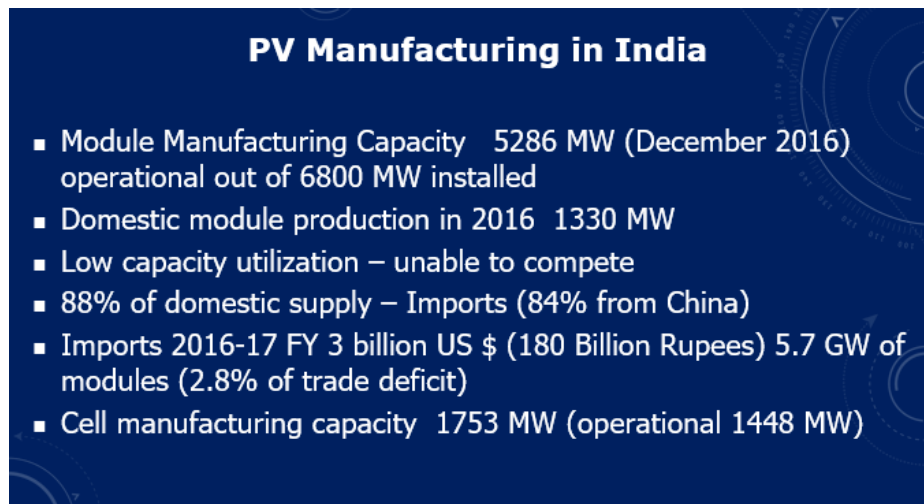 PV Manufacturing in India
▪ Module Manufacturing Capacity 5286 MW (December 2016)
operational out of 6800 MW installed
▪ Domestic module production in 2016 1330 MW
▪ Low capacity utilization – unable to compete
▪ 88% of domestic supply – Imports (84% from China)
▪ Imports 2016-17 FY 3 billion US $ (180 Billion Rupees) 5.7 GW of
modules (2.8% of trade deficit)
▪ Cell manufacturing capacity 1753 MW (operational 1448 MW)